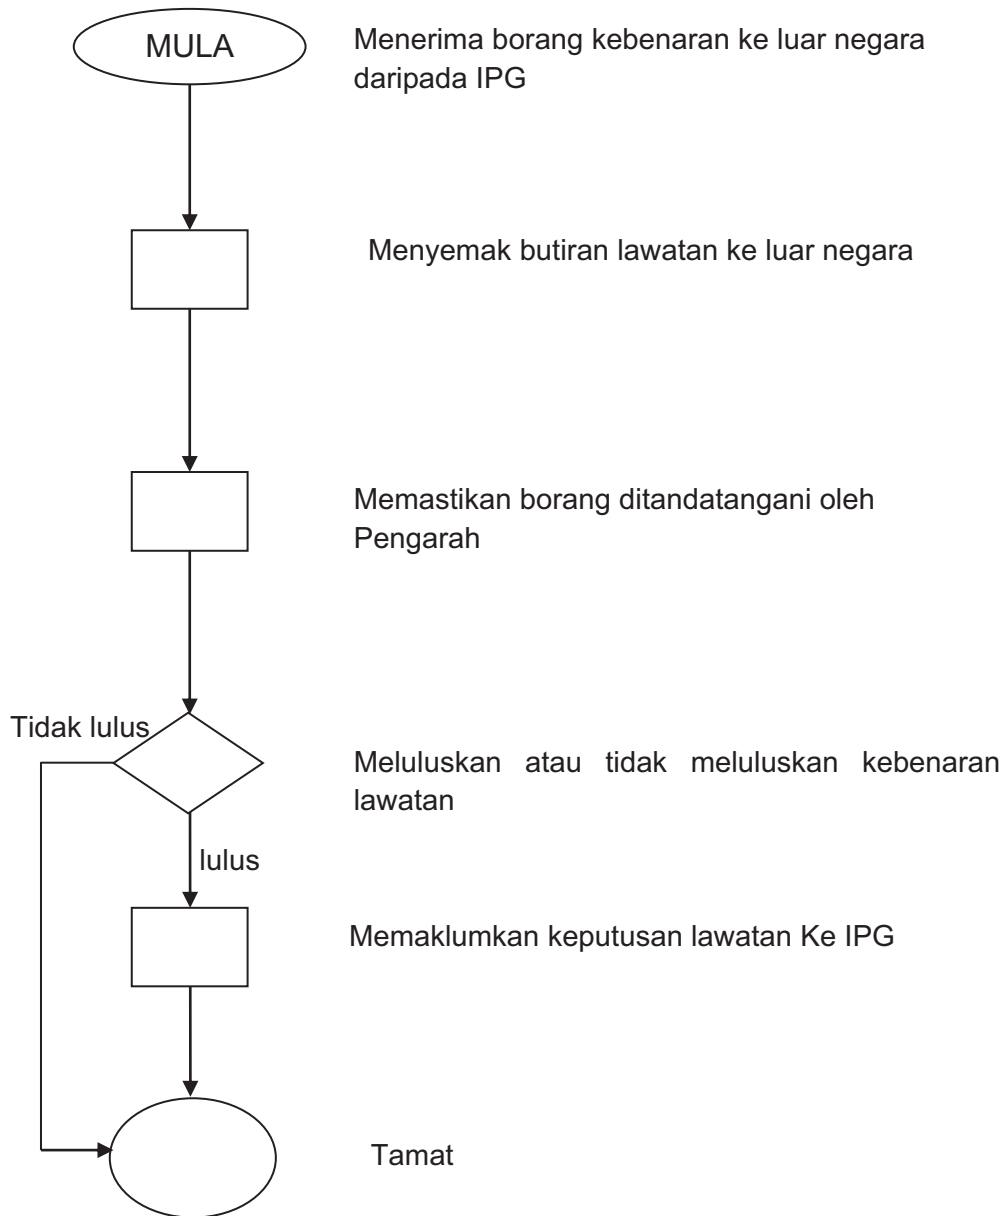 MULA
Menerima borang kebenaran ke luar negara
daripada IPG
Menyemak butiran lawatan ke luar negara
Memastikan borang ditandatangani oleh
Pengarah
Tidak lulus
Meluluskan atau tidak meluluskan kebenaran
lawatan
lulus
Memaklumkan keputusan lawatan Ke IPG
Tamat